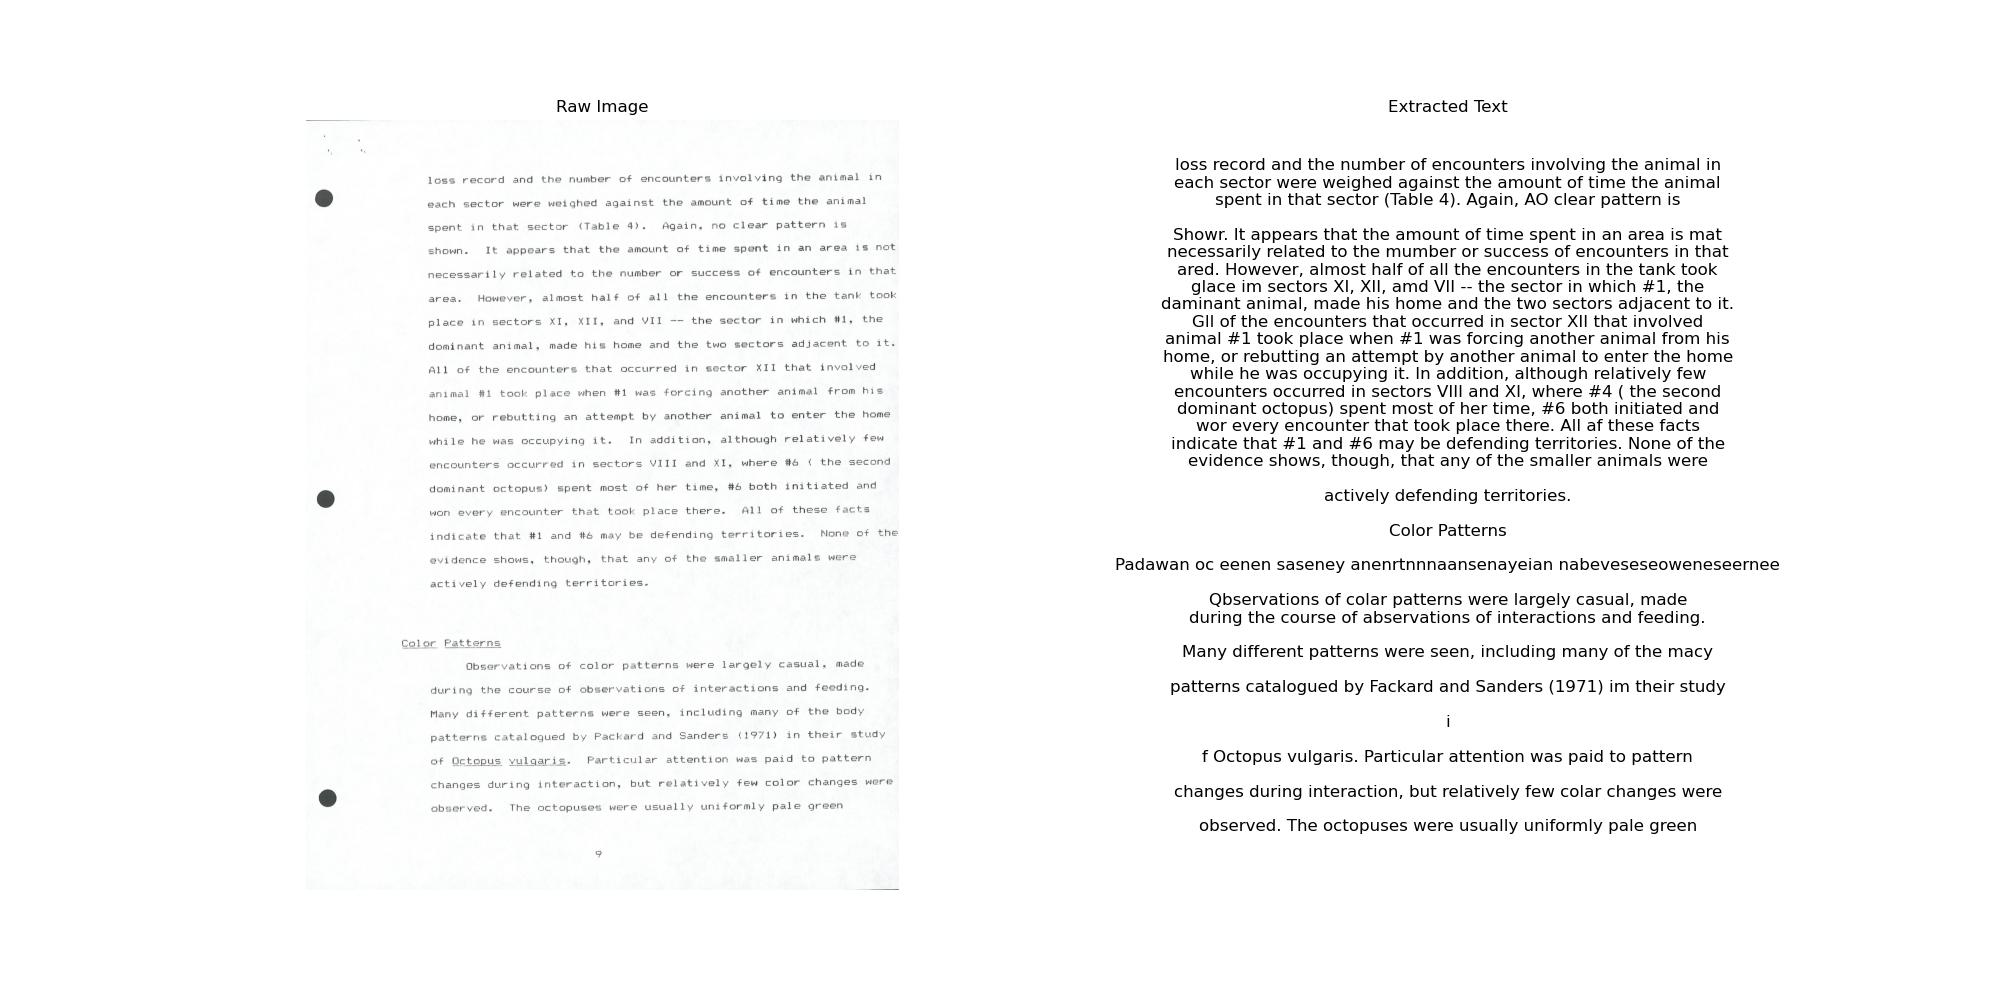 Raw Image
loss record and the number of encounters involving the animal in
each sector were weighed against the amount of time the animal
spent in that sector (Table 4).  Again, no clear pattern is
shown.  It appears that the amount of time spent in an area is not
necessarily related to the number or success of encounters in that
area.  However, almost half of all the encounters in the tank took
place in sectors XI, XII, and VII -- the sector in which #1, the
dominant animal, made his home and the two sectors adjacent to it.
All of the encounters that occurred in sector XII that involved
animal #1 took place when #1 was forcing another animal from his
home, or rebutting an attempt by another animal to enter the home
while he was occupying it.  In addition, although relatively few
encounters occurred in sectors VIII and XI, where #6 ( the second
dominant octopus) spent most of her time, #6 both initiated and
won every encounter that took place there.  All of these facts
indicate that #1 and #6 may be defending territories.  None of the
evidence shows, though, that any of the smaller animals were
actively defending territories.
Color Patterns
Observations of color patterns were largely casual, made
during the course of observations of interactions and feeding.
Many different patterns were seen, including many of the body
patterns catalogued by Packard and Sanders (1971) in their study
of Octopus vulgaris.  Particular attention was paid to pattern
changes during interaction, but relatively few color changes were
observed.  The octopuses were usually uniformly pale green
9
Extracted Text
loss record and the number of encounters involving the animal in
each sector were weighed against the amount of time the animal
spent in that sector (Table 4). Again, AO clear pattern is
Showr. It appears that the amount of time spent in an area is mat
necessarily related to the mumber or success of encounters in that
ared. However, almost half of all the encounters in the tank took
glace im sectors XI, XII, amd VII -- the sector in which #1, the
daminant animal, made his home and the two sectors adjacent to it.
GIl of the encounters that occurred in sector XII that involved
animal #1 took place when #1 was forcing another animal from his
home, or rebutting an attempt by another animal to enter the home
while he was occupying it. In addition, although relatively few
encounters occurred in sectors VIII and XI, where #4 ( the second
dominant octopus) spent most of her time, #6 both initiated and
wor every encounter that took place there. All af these facts
indicate that #1 and #6 may be defending territories. None of the
evidence shows, though, that any of the smaller animals were
actively defending territories.
Color Patterns
Padawan oc eenen saseney anenrtnnnaansenayeian nabeveseseoweneseernee
Qbservations of colar patterns were largely casual, made
during the course of abservations of interactions and feeding.
Many different patterns were seen, including many of the macy
patterns catalogued by Fackard and Sanders (1971) im their study
i
f Octopus vulgaris. Particular attention was paid to pattern
changes during interaction, but relatively few colar changes were
observed. The octopuses were usually uniformly pale green